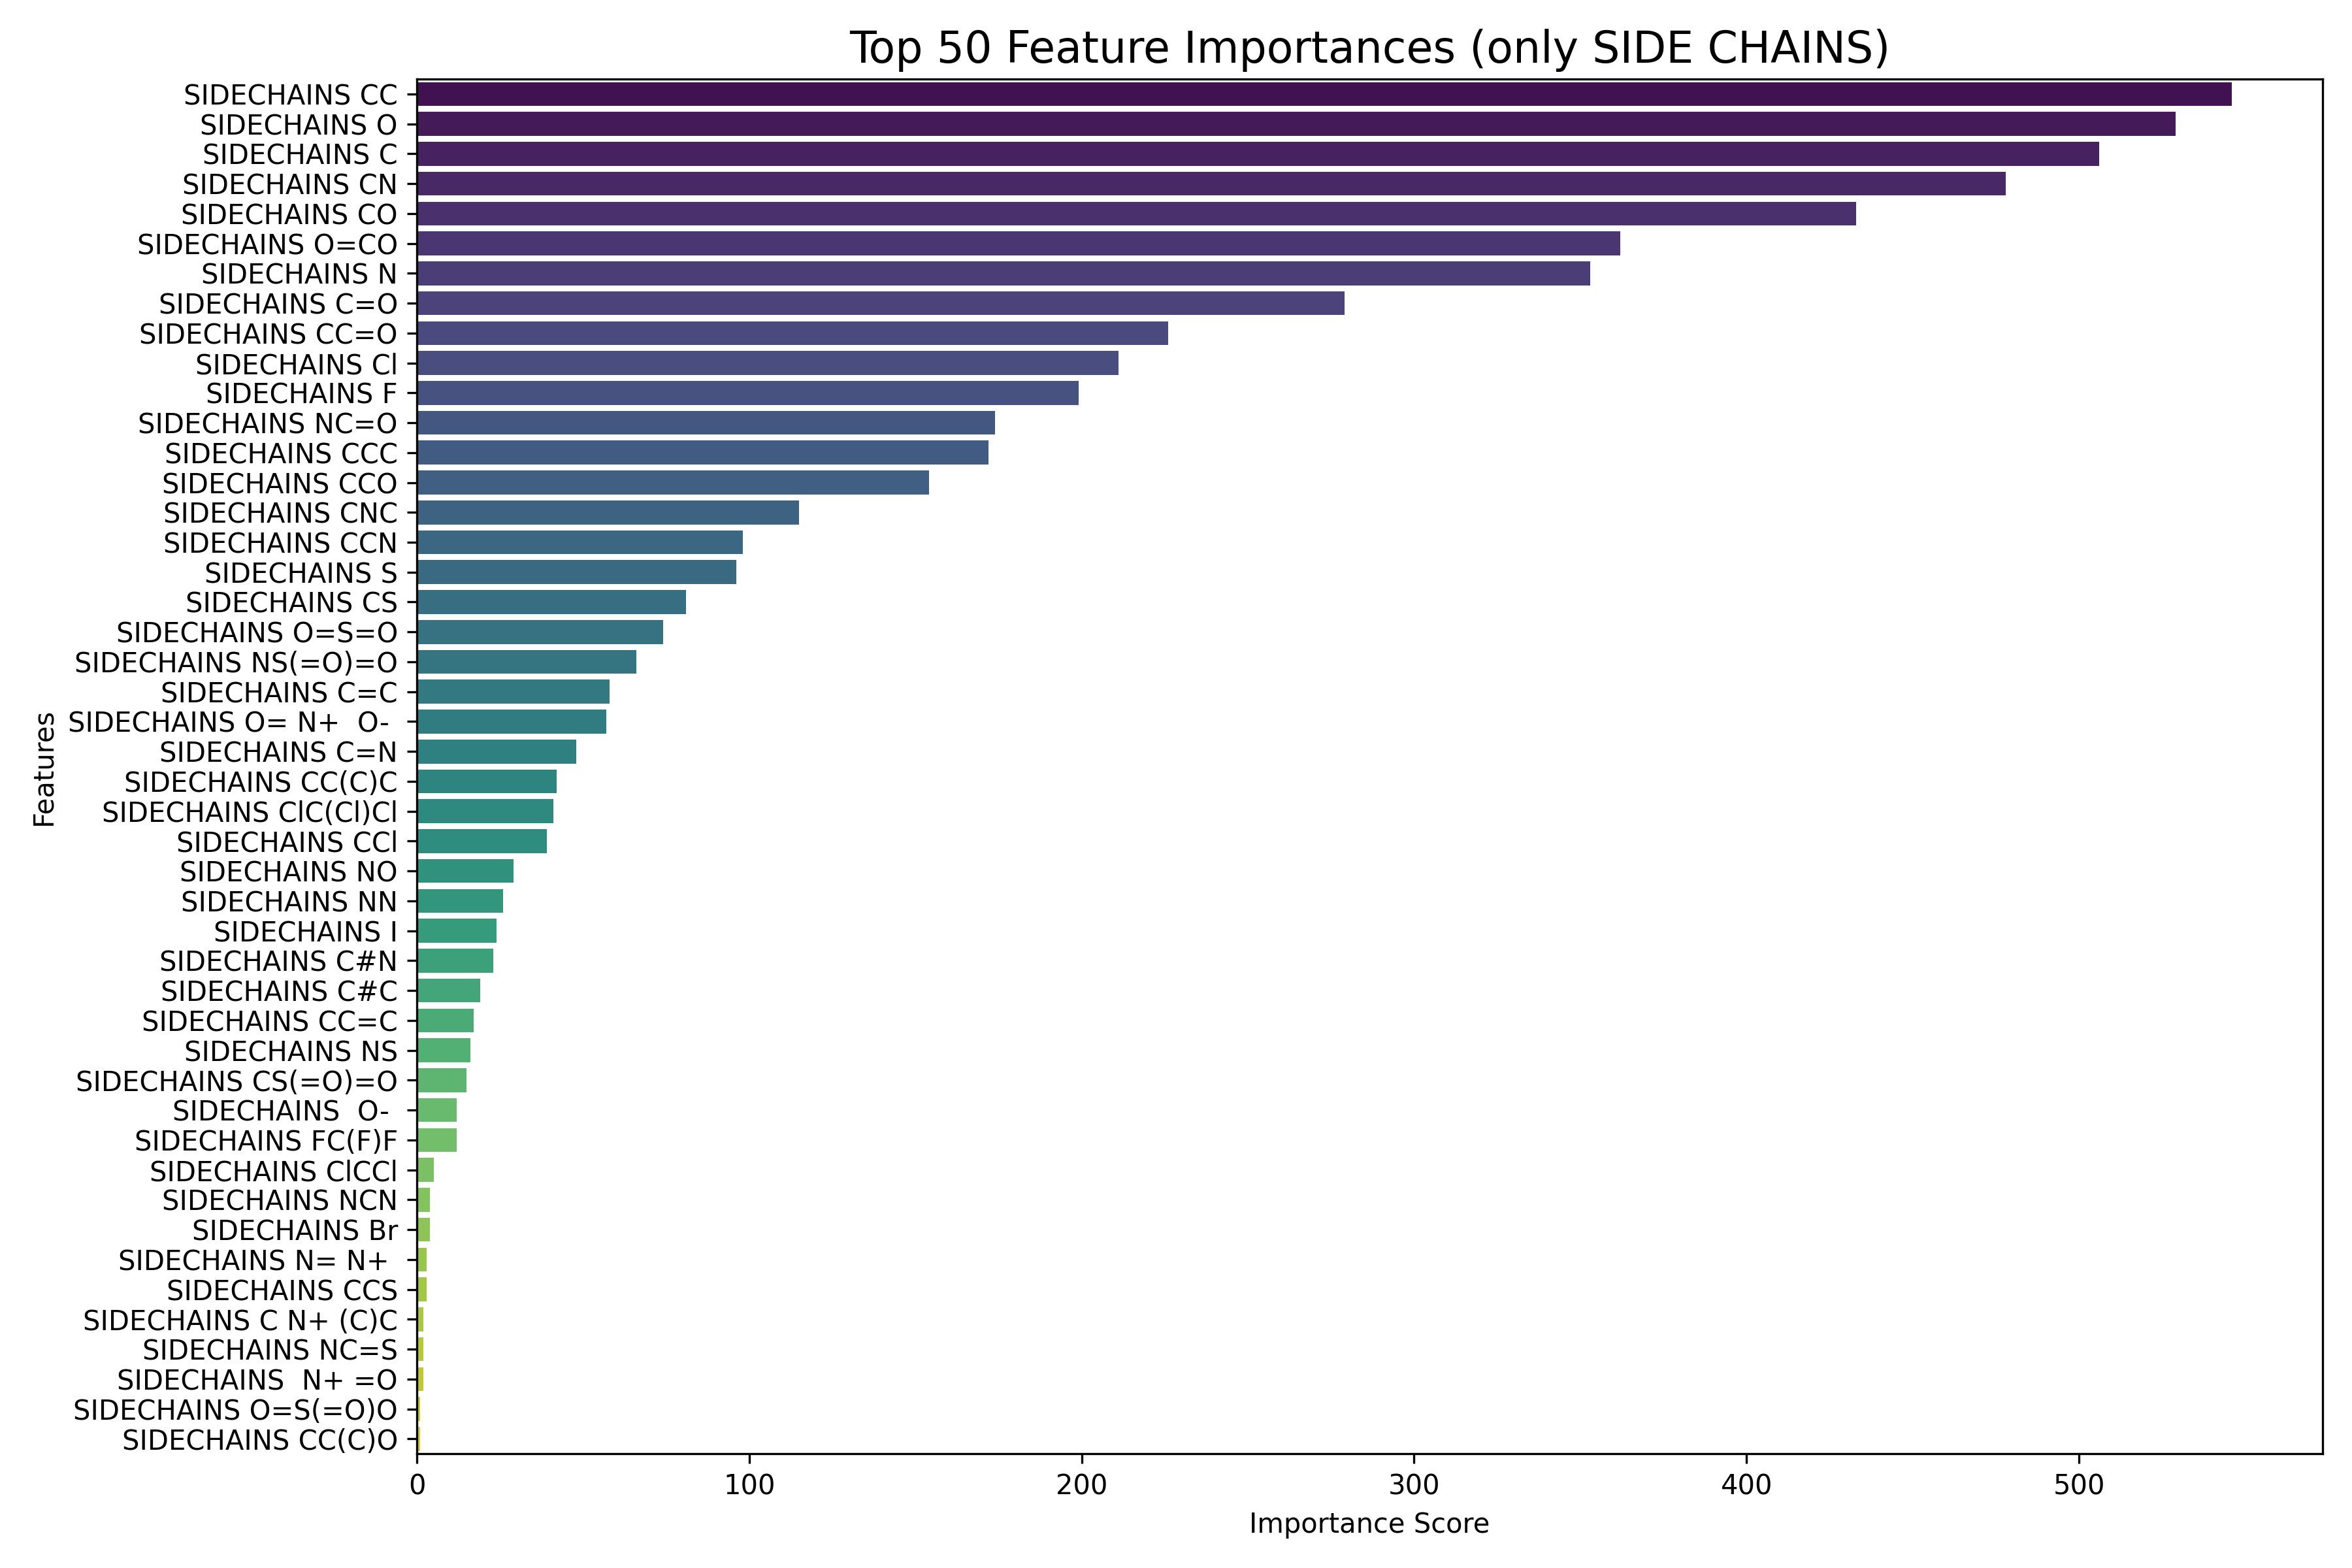 Top 50 Feature Importances (only SIDE CHAINS)
SIDECHAINS CC
SIDECHAINS O
SIDECHAINS C
SIDECHAINS CN
SIDECHAINS CO
SIDECHAINS O=CO
SIDECHAINS N
SIDECHAINS C=O
SIDECHAINS CC=O
SIDECHAINS Cl
SIDECHAINS F
SIDECHAINS NC=O
SIDECHAINS CCC
SIDECHAINS CCO
SIDECHAINS CNC
SIDECHAINS CCN
SIDECHAINS S
SIDECHAINS CS
SIDECHAINS O=S=O
SIDECHAINS NS(=O)=O
SIDECHAINS C=C
SIDECHAINS O= N+  O-
SIDECHAINS C=N
SIDECHAINS CC(C)C
SIDECHAINS ClC(Cl)Cl
SIDECHAINS CCl
SIDECHAINS NO
SIDECHAINS NN
SIDECHAINS I
SIDECHAINS C#N
SIDECHAINS C#C
SIDECHAINS CC=C
SIDECHAINS NS
SIDECHAINS CS(=O)=O
SIDECHAINS  O-
SIDECHAINS FC(F)F
SIDECHAINS ClCCl
SIDECHAINS NCN
SIDECHAINS Br
SIDECHAINS N= N+
SIDECHAINS CCS
SIDECHAINS C N+ (C)C
SIDECHAINS NC=S
SIDECHAINS  N+ =O
SIDECHAINS O=S(=O)O
SIDECHAINS CC(C)O
Features
0 100 200 300 400 500
Importance Score